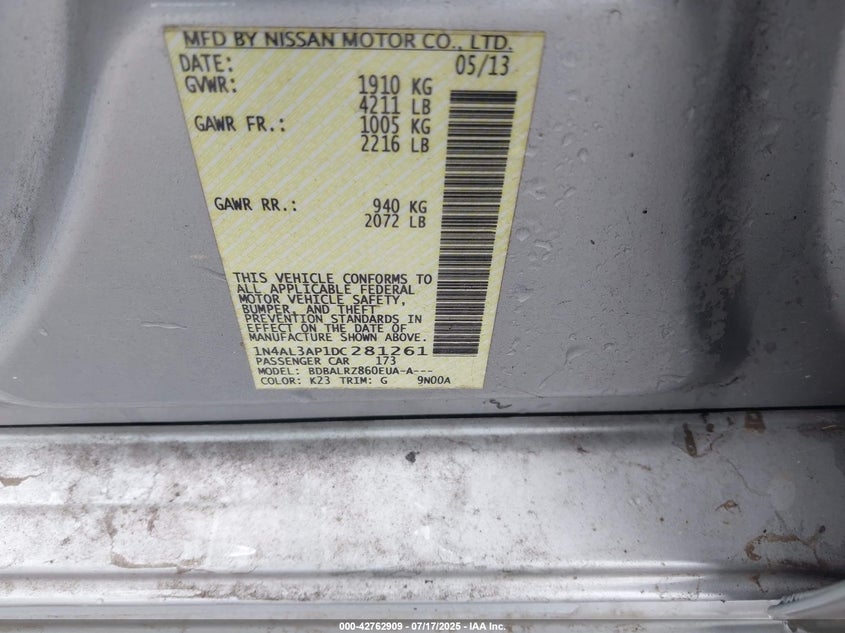 MFD BY NISSAN MOTOR CO., LTD.
DATE: 05/13
GVWR: 1910 KG
4211 LB
GAWR FR.: 1005 KG
2216 LB
GAWR RR.: 940 KG
2072 LB
THIS VEHICLE CONFORMS TO
ALL APPLICABLE FEDERAL
MOTOR VEHICLE SAFETY,
BUMPER, AND THEFT
PREVENTION STANDARDS IN
EFFECT ON THE DATE OF
MANUFACTURE SHOWN ABOVE.
1N4AL3AP1DC281261
PASSENGER CAR 173
MODEL: BDBALRZ860EUA-A---
COLOR: K23 TRIM: G 9N00A
000-42762909 - 07/17/2025 - IAA Inc.